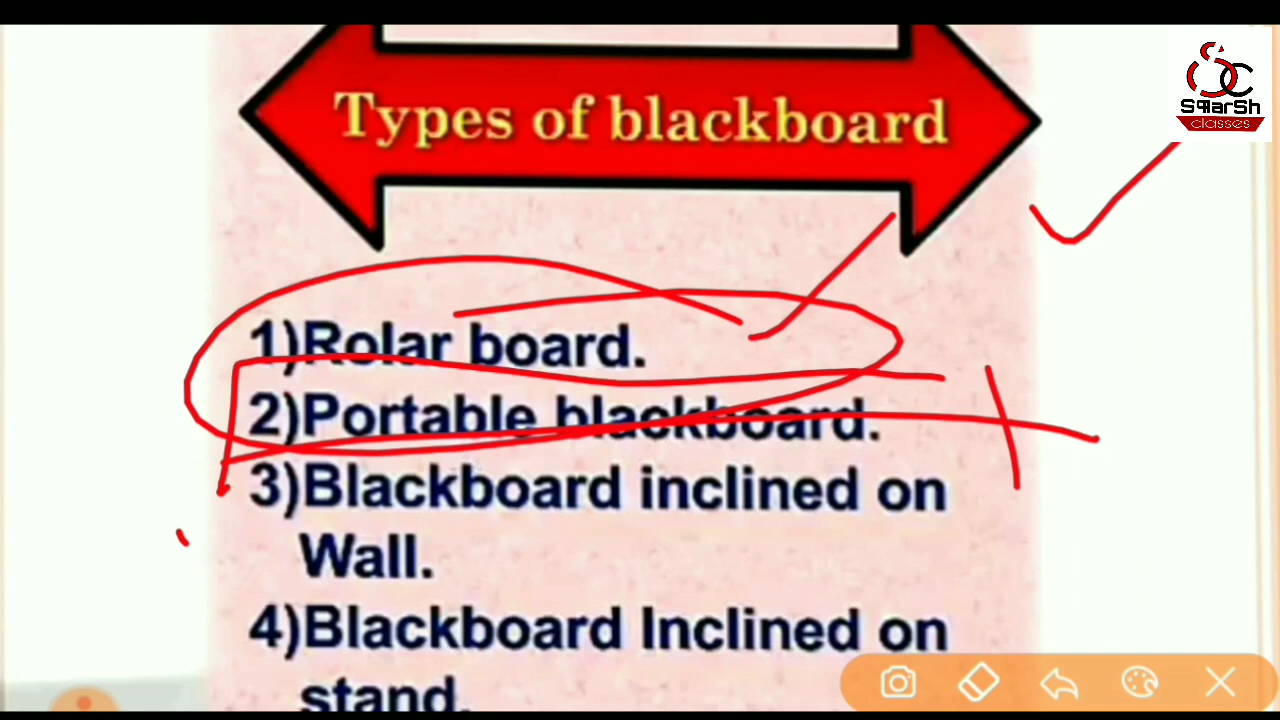 SparSh
classes
Types of blackboard
1)Rolar board.
2)Portable blackboard.
3)Blackboard inclined on
Wall.
4)Blackboard Inclined on
stand.